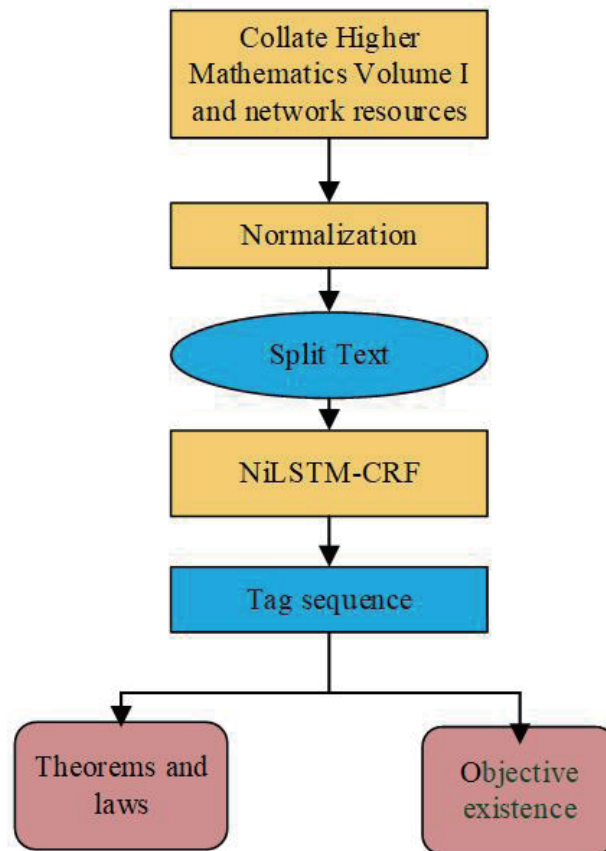 Collate Higher
Mathematics Volume I
and network resources
Normalization
Split Text
NiLSTM-CRF
Tag sequence
Theorems and
laws
Objective
existence